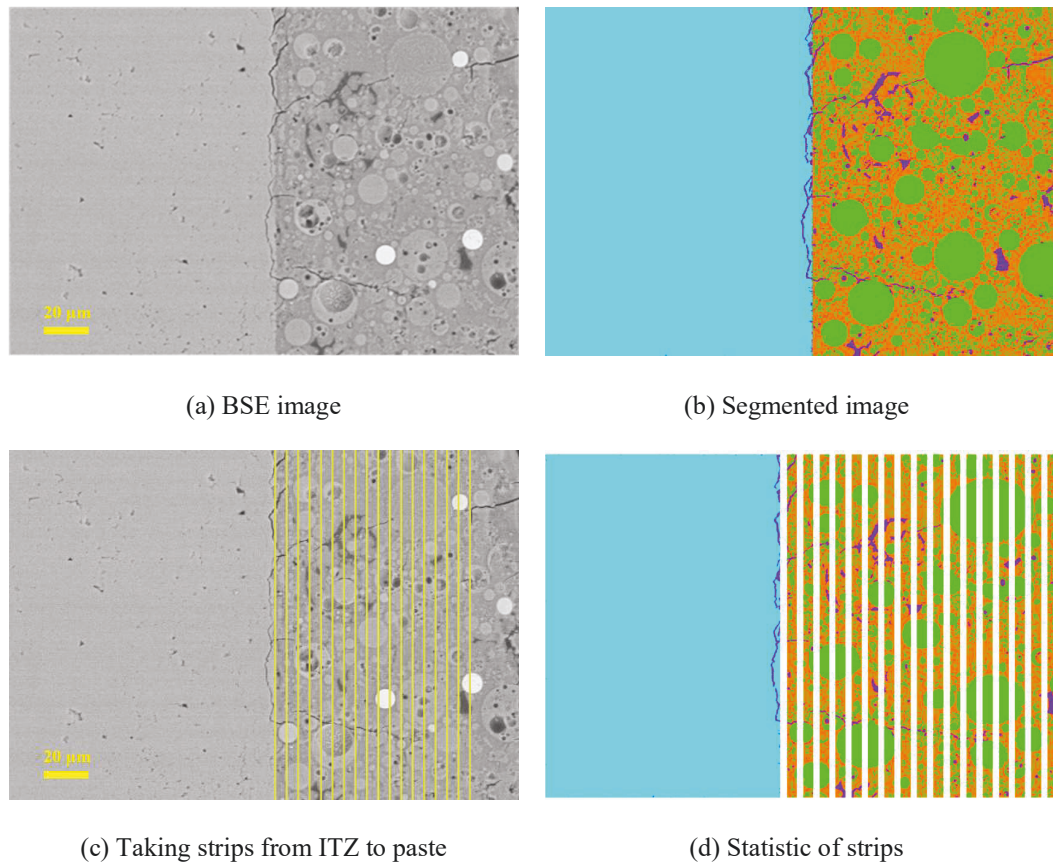 20 μm
(a) BSE image
(b) Segmented image
20 μm
(c) Taking strips from ITZ to paste
(d) Statistic of strips